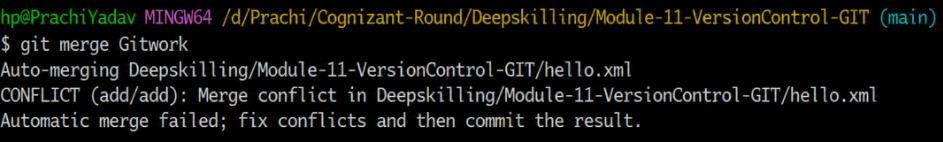 hp@PrachiYadav MINGW64 /d/Prachi/Cognizant-Round/Deepskilling/Module-11-VersionControl-GIT (main)
$ git merge Gitwork
Auto-merging Deepskilling/Module-11-VersionControl-GIT/hello.xml
CONFLICT (add/add): Merge conflict in Deepskilling/Module-11-VersionControl-GIT/hello.xml
Automatic merge failed; fix conflicts and then commit the result.